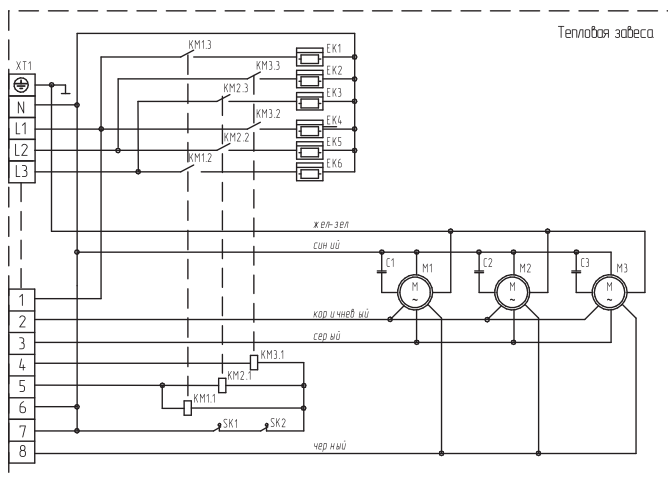 Тепловая завеса
KM1.3
EK1
XT1
KM3.3
EK2
KM2.3
EK3
N
KM3.2
EK4
L1
KM2.2
EK5
L2
KM1.2
EK6
L3
жел-зел
синий
C1
M1
C2
M2
C3
M3
M
~
M
~
M
~
1
коричневый
2
серый
3
KM3.1
4
KM2.1
5
KM1.1
6
SK1
SK2
7
черный
8